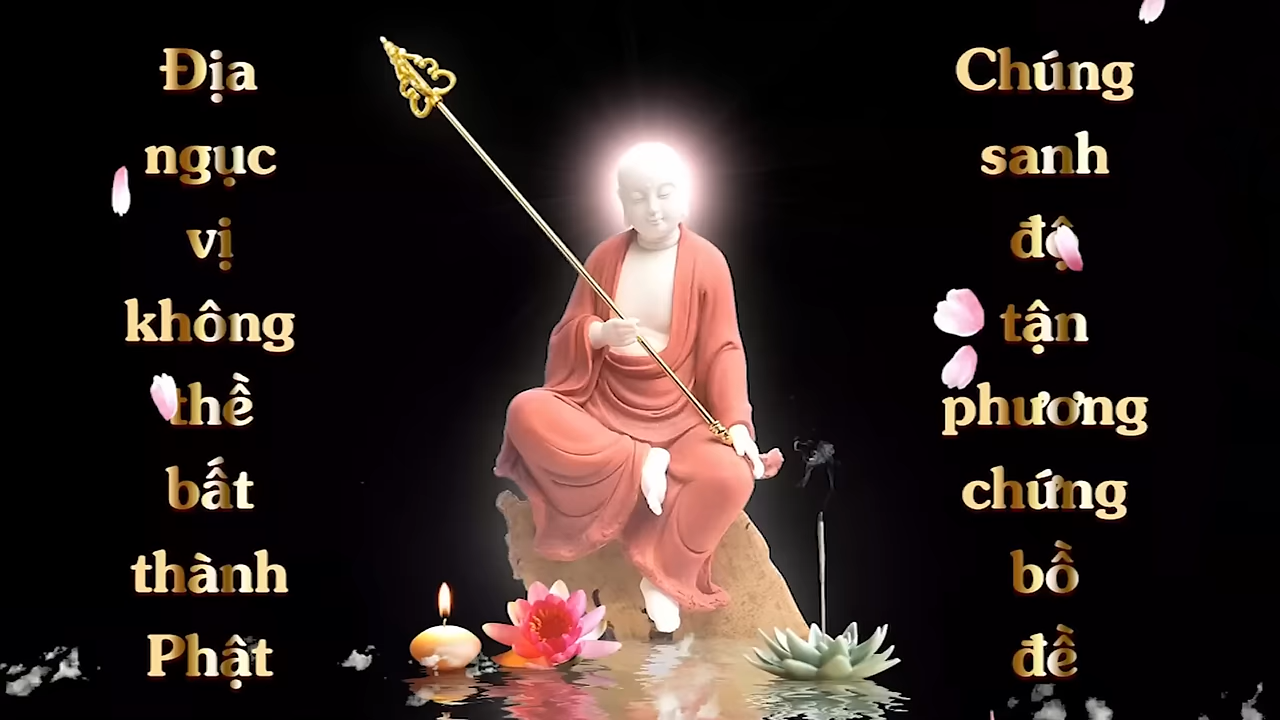 Địa
ngục
vị
không
thề
bất
thành
Phật
Chúng
sanh
độ
tận
phương
chứng
bồ
đề